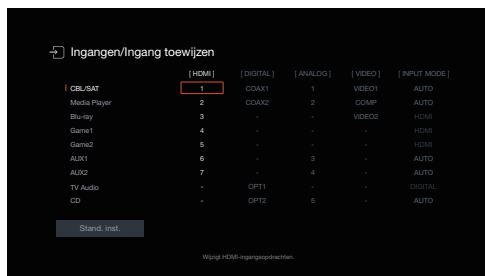 Ingangen/Ingang toewijzen
[ HDMI ] [ DIGITAL ] [ ANALOG ] [ VIDEO ] [ INPUT MODE ]
CBL/SAT 1 COAX1 1 VIDEO1 AUTO
Media Player 2 COAX2 2 COMP AUTO
Blu-ray 3 - - VIDEO2 HDMI
Game1 4 - - - HDMI
Game2 5 - - - HDMI
AUX1 6 - 3 - AUTO
AUX2 7 - 4 - AUTO
TV Audio - OPT1 - - DIGITAL
CD - OPT2 5 - AUTO
Stand. inst.
Wijzigt HDMI-ingangsopdrachten.